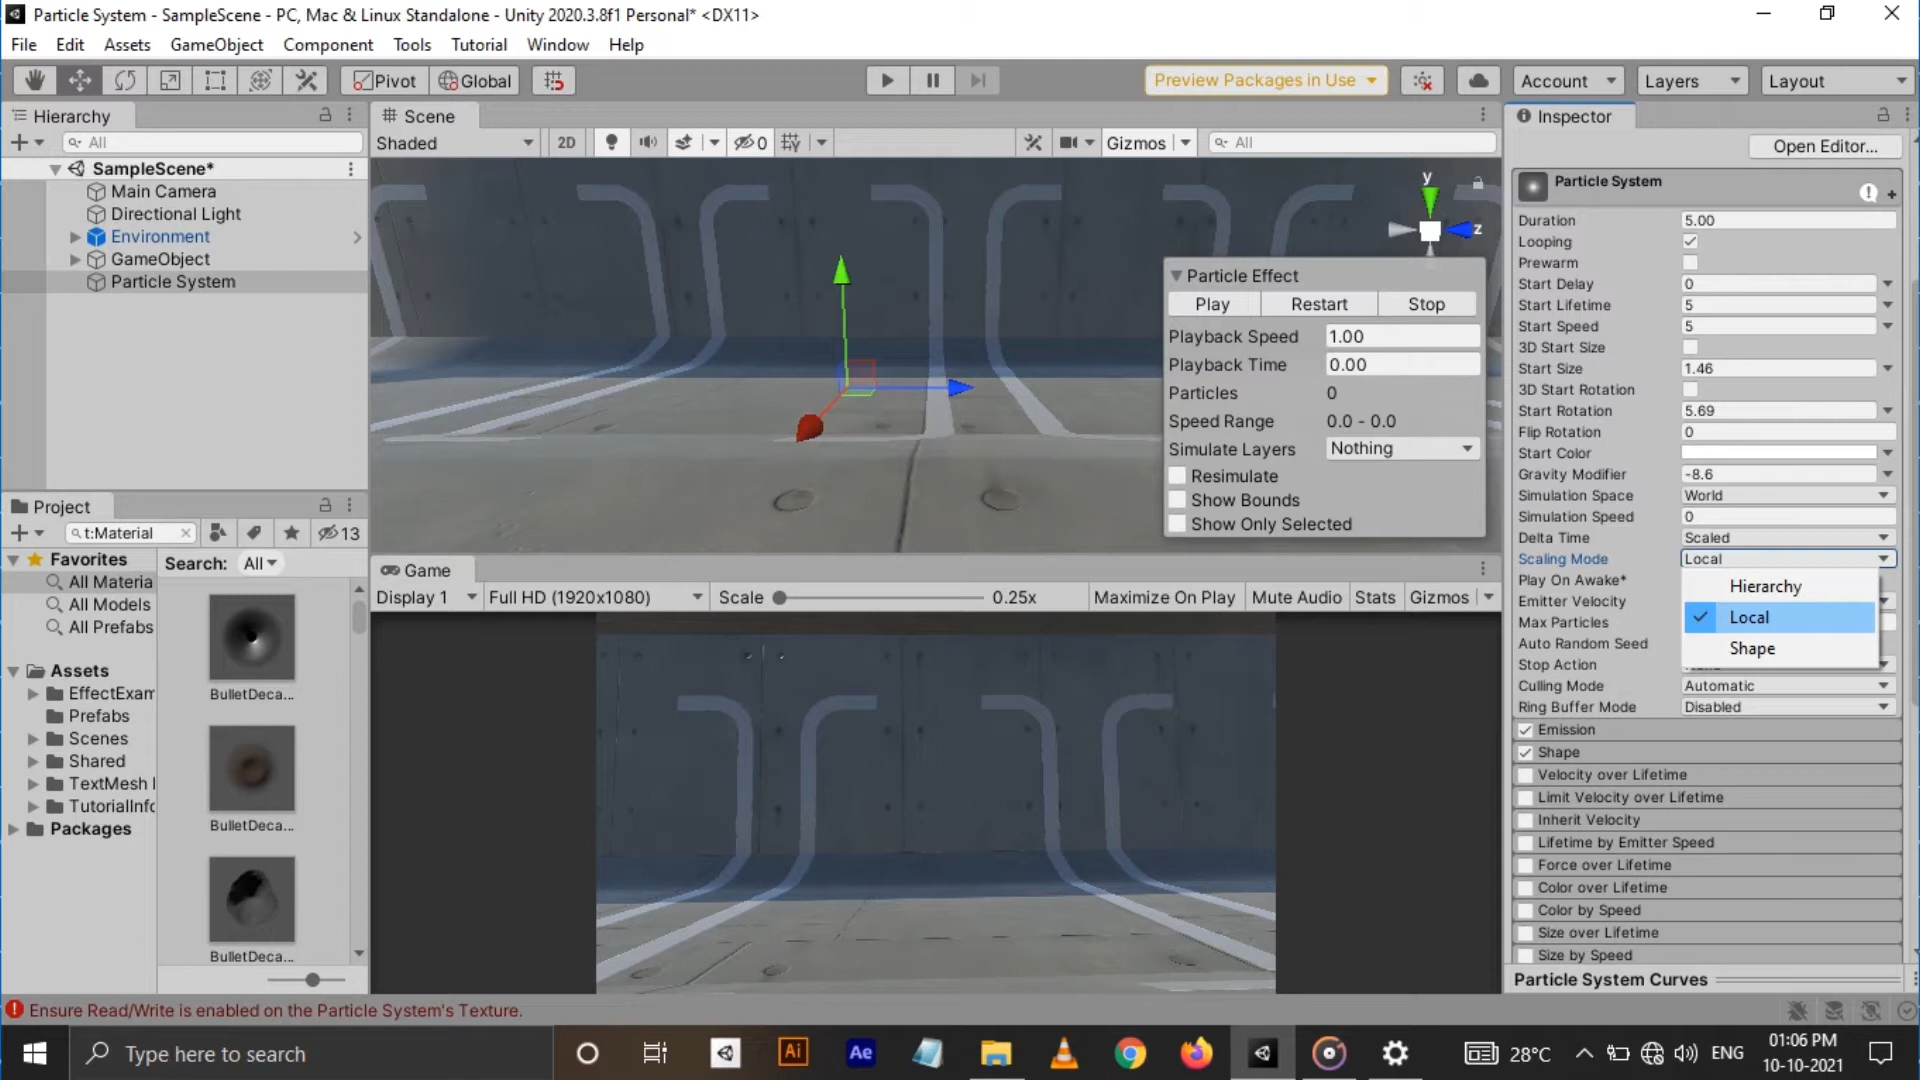 Particle System - SampleScene - PC, Mac & Linux Standalone - Unity 2020.3.8f1 Personal* <DX11>
File Edit Assets GameObject Component Tools Tutorial Window Help
Pivot Global Preview Packages in Use Account Layers Layout
Hierarchy
All
SampleScene*
Main Camera
Directional Light
Environment
GameObject
Particle System
Scene
Shaded 2D 0 Gizmos All
y
z
Particle Effect
Play Restart Stop
Playback Speed 1.00
Playback Time 0.00
Particles 0
Speed Range 0.0 - 0.0
Simulate Layers Nothing
Resimulate
Show Bounds
Show Only Selected
Project
t:Material 13
Favorites
All Materia
All Models
All Prefabs
Assets
EffectExam
Prefabs
Scenes
Shared
TextMesh
TutorialInfo
Packages
Search: All
BulletDeca...
BulletDeca...
BulletDeca...
Game
Display 1 Full HD (1920x1080) Scale 0.25x Maximize On Play Mute Audio Stats Gizmos
Inspector
Open Editor...
Particle System
Duration 5.00
Looping
Prewarm
Start Delay 0
Start Lifetime 5
Start Speed 5
3D Start Size
Start Size 1.46
3D Start Rotation
Start Rotation 5.69
Flip Rotation 0
Start Color
Gravity Modifier -8.6
Simulation Space World
Simulation Speed 0
Delta Time Scaled
Scaling Mode Local
Hierarchy
Local
Shape
Play On Awake*
Emitter Velocity
Max Particles
Auto Random Seed
Stop Action
Culling Mode Automatic
Ring Buffer Mode Disabled
Emission
Shape
Velocity over Lifetime
Limit Velocity over Lifetime
Inherit Velocity
Lifetime by Emitter Speed
Force over Lifetime
Color over Lifetime
Color by Speed
Size over Lifetime
Size by Speed
Particle System Curves
Ensure Read/Write is enabled on the Particle System's Texture.
Type here to search
Ai
Ae
28°C
ENG
01:06 PM
10-10-2021